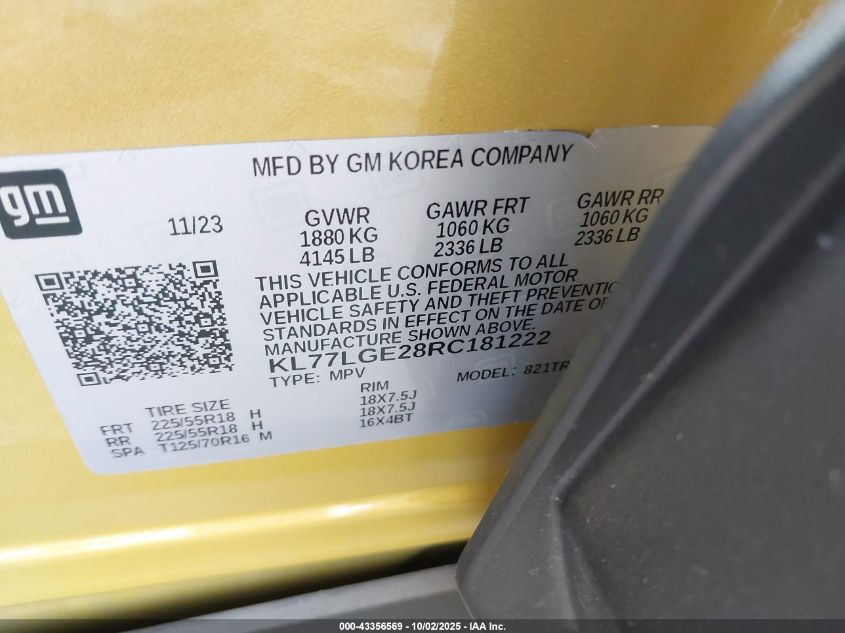 gm
MFD BY GM KOREA COMPANY
11/23
GVWR
1880 KG
4145 LB
GAWR FRT
1060 KG
2336 LB
GAWR RR
1060 KG
2336 LB
THIS VEHICLE CONFORMS TO ALL
APPLICABLE U.S. FEDERAL MOTOR
VEHICLE SAFETY AND THEFT PREVENTIO
STANDARDS IN EFFECT ON THE DATE OF
MANUFACTURE SHOWN ABOVE.
KL77LGE28RC181222
TYPE: MPV
MODEL: 821TR
TIRE SIZE
RIM
FRT 225/55R18 H 18X7.5J
RR 225/55R18 H 18X7.5J
SPA T125/70R16 M 16X4BT
000-43356569 - 10/02/2025 - IAA Inc.